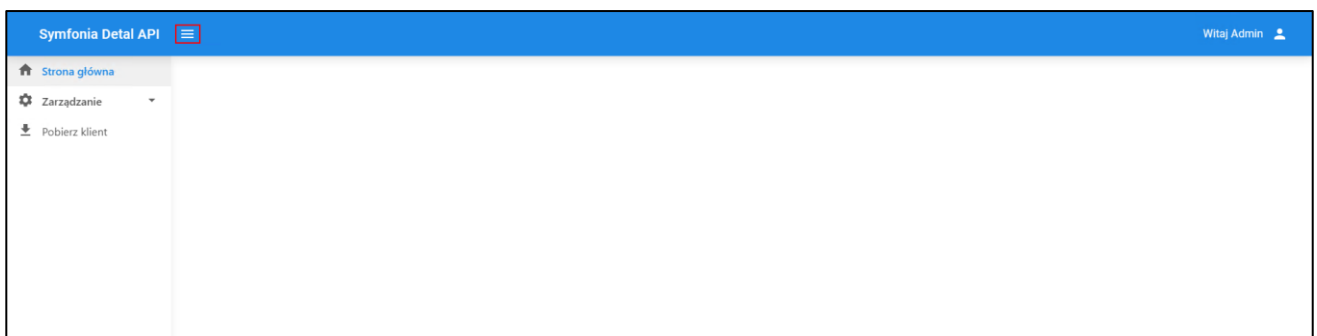 Symfonia Detal API
Witaj Admin
Strona główna
Zarządzanie
Pobierz klient